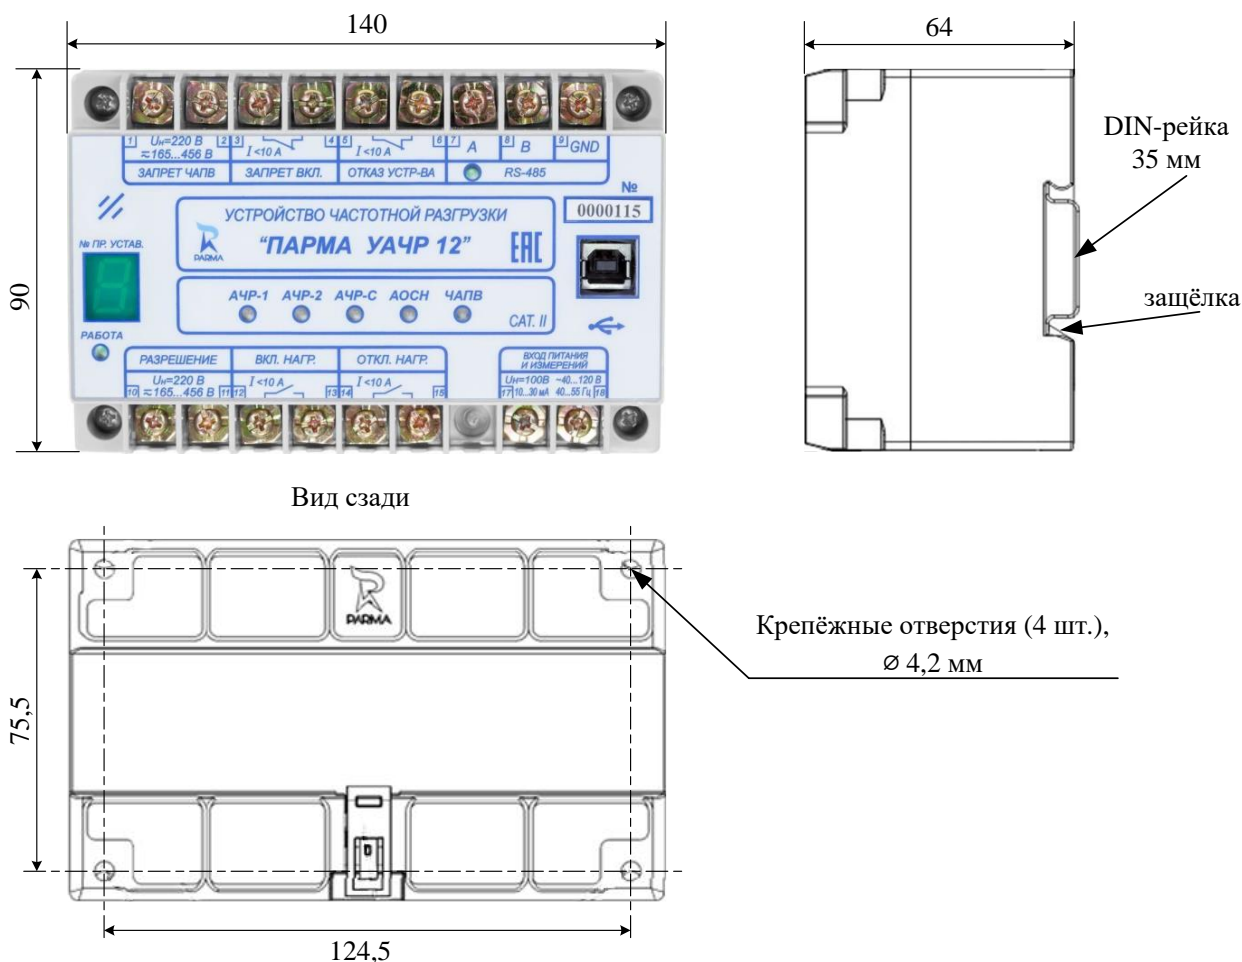 140
64
90
1 Uн=220 В 2 3 4 5 6 7 A 8 B 9 GND
≂165...456 В I <10 А I <10 А
ЗАПРЕТ ЧАПВ ЗАПРЕТ ВКЛ. ОТКАЗ УСТР-ВА RS-485
№
0000115
УСТРОЙСТВО ЧАСТОТНОЙ РАЗГРУЗКИ
"ПАРМА УАЧР 12"
PARMA
EAC
№ ПР. УСТАВ.
АЧР-1 АЧР-2 АЧР-С АОСН ЧАПВ
CAT. II
РАБОТА
РАЗРЕШЕНИЕ ВКЛ. НАГР. ОТКЛ. НАГР. ВХОД ПИТАНИЯ
И ИЗМЕРЕНИЙ
Uн=220 В I <10 А I <10 А Uн=100В ~40...120 В
10 ≂165...456 В 11 12 13 14 15 17 10...30 мА 40...55 Гц 18
DIN-рейка
35 мм
защёлка
Вид сзади
PARMA
Крепёжные отверстия (4 шт.),
∅ 4,2 мм
75,5
124,5